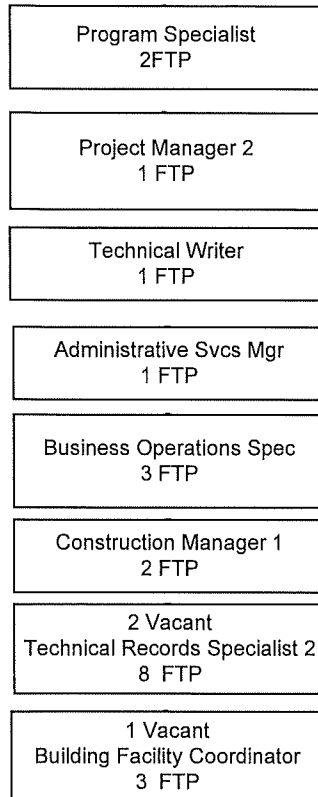 Program Specialist
2FTP
Project Manager 2
1 FTP
Technical Writer
1 FTP
Administrative Svcs Mgr
1 FTP
Business Operations Spec
3 FTP
Construction Manager 1
2 FTP
2 Vacant
Technical Records Specialist 2
8 FTP
1 Vacant
Building Facility Coordinator
3 FTP